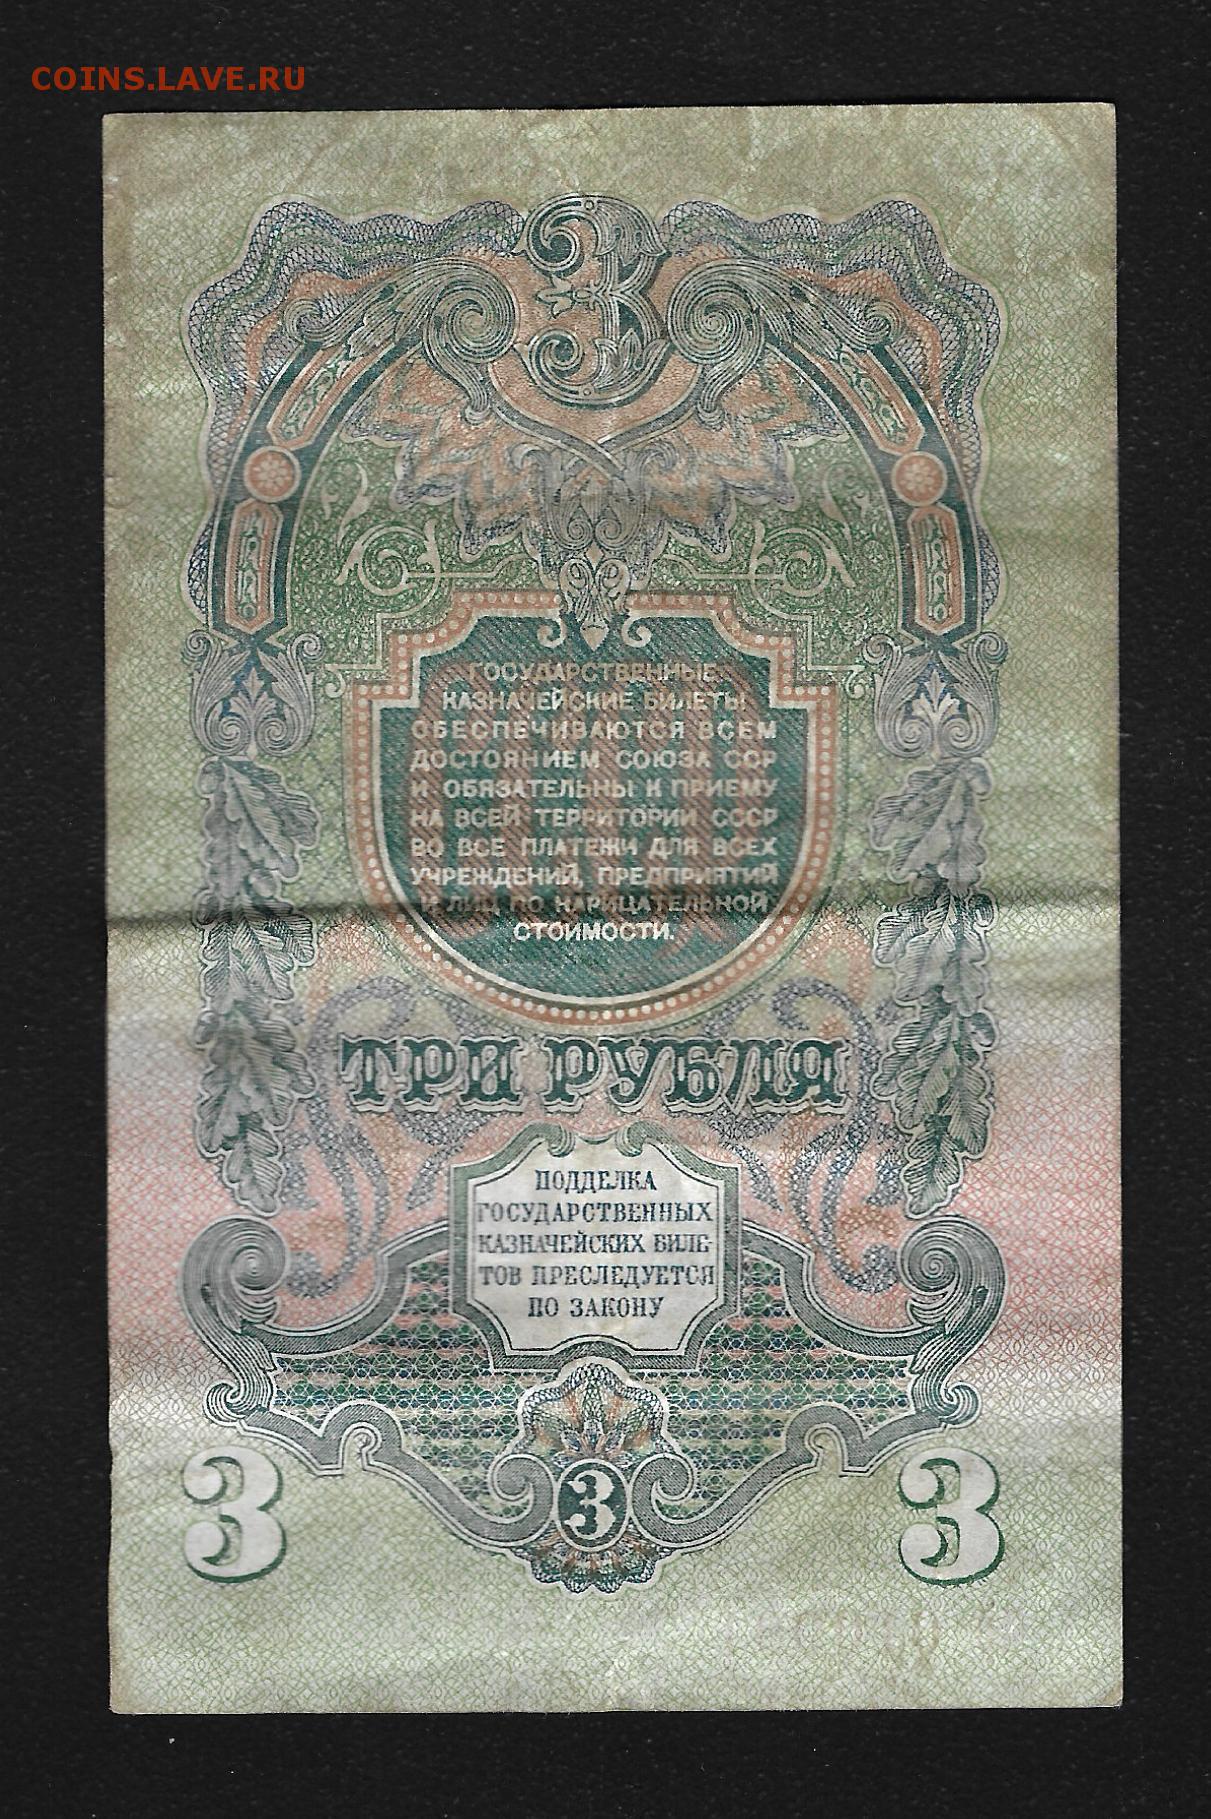 COINS.LAVE.RU
3
ГОСУДАРСТВЕННЫЕ
КАЗНАЧЕЙСКИЕ БИЛЕТЫ
ОБЕСПЕЧИВАЮТСЯ ВСЕМ
ДОСТОЯНИЕМ СОЮЗА ССР
И ОБЯЗАТЕЛЬНЫ К ПРИЕМУ
НА ВСЕЙ ТЕРРИТОРИИ СССР
ВО ВСЕ ПЛАТЕЖИ ДЛЯ ВСЕХ
УЧРЕЖДЕНИЙ, ПРЕДПРИЯТИЙ
И ЛИЦ ПО НАРИЦАТЕЛЬНОЙ
СТОИМОСТИ.
ТРИ РУБЛЯ
ПОДДЕЛКА
ГОСУДАРСТВЕННЫХ
КАЗНАЧЕЙСКИХ БИЛЕ-
ТОВ ПРЕСЛЕДУЕТСЯ
ПО ЗАКОНУ
3 3 3